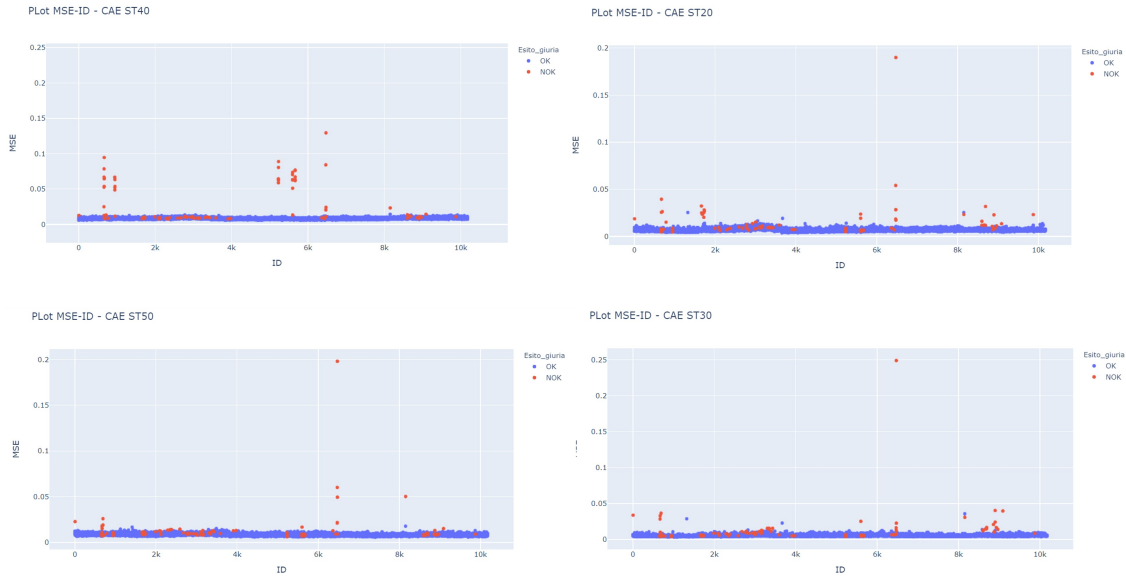 PLot MSE-ID - CAE ST40
Esito_giuria
OK
NOK
0.25
0.2
0.15
0.1
0.05
0
MSE
0
2k
4k
6k
8k
10k
ID
PLot MSE-ID - CAE ST20
Esito_giuria
OK
NOK
0.2
0.15
0.1
0.05
0
MSE
0
2k
4k
6k
8k
10k
ID
PLot MSE-ID - CAE ST50
Esito_giuria
OK
NOK
0.2
0.15
0.1
0.05
0
MSE
0
2k
4k
6k
8k
10k
ID
PLot MSE-ID - CAE ST30
Esito_giuria
OK
NOK
0.25
0.2
0.15
0.1
0.05
0
0
2k
4k
6k
8k
10k
ID